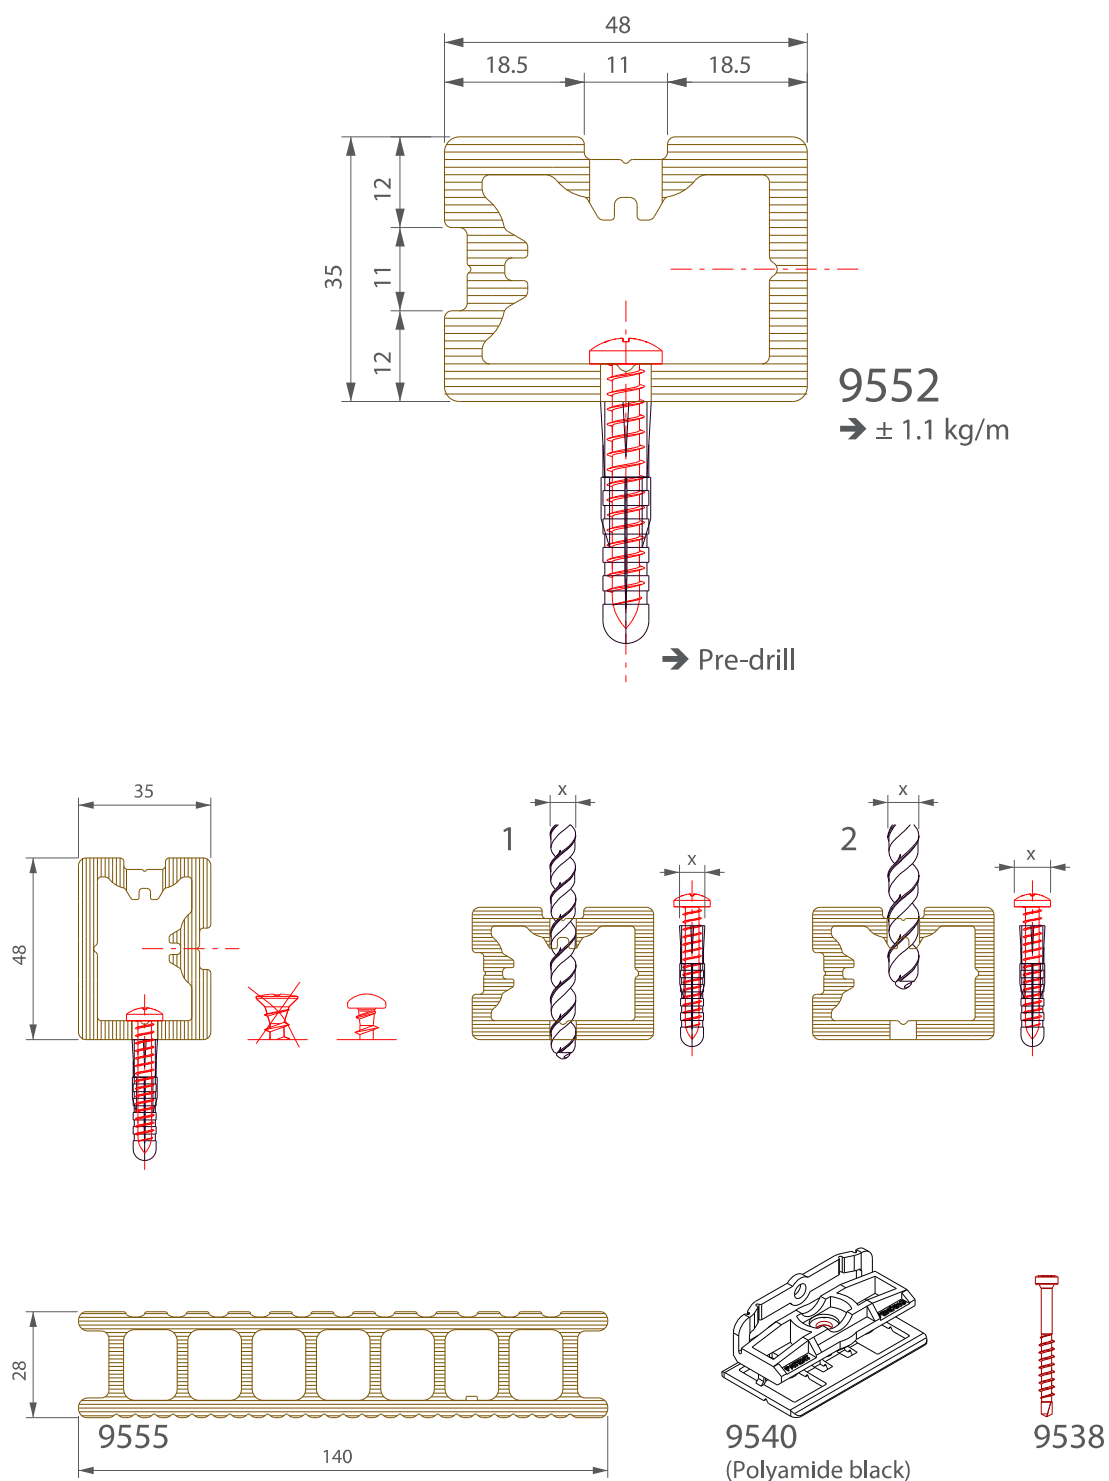 48
18.5 11 18.5
12
35
11
12
9552
➔ ± 1.1 kg/m
➔ Pre-drill
35
48
x
1
x
x
2
x
28
9555
140
9540
(Polyamide black)
9538